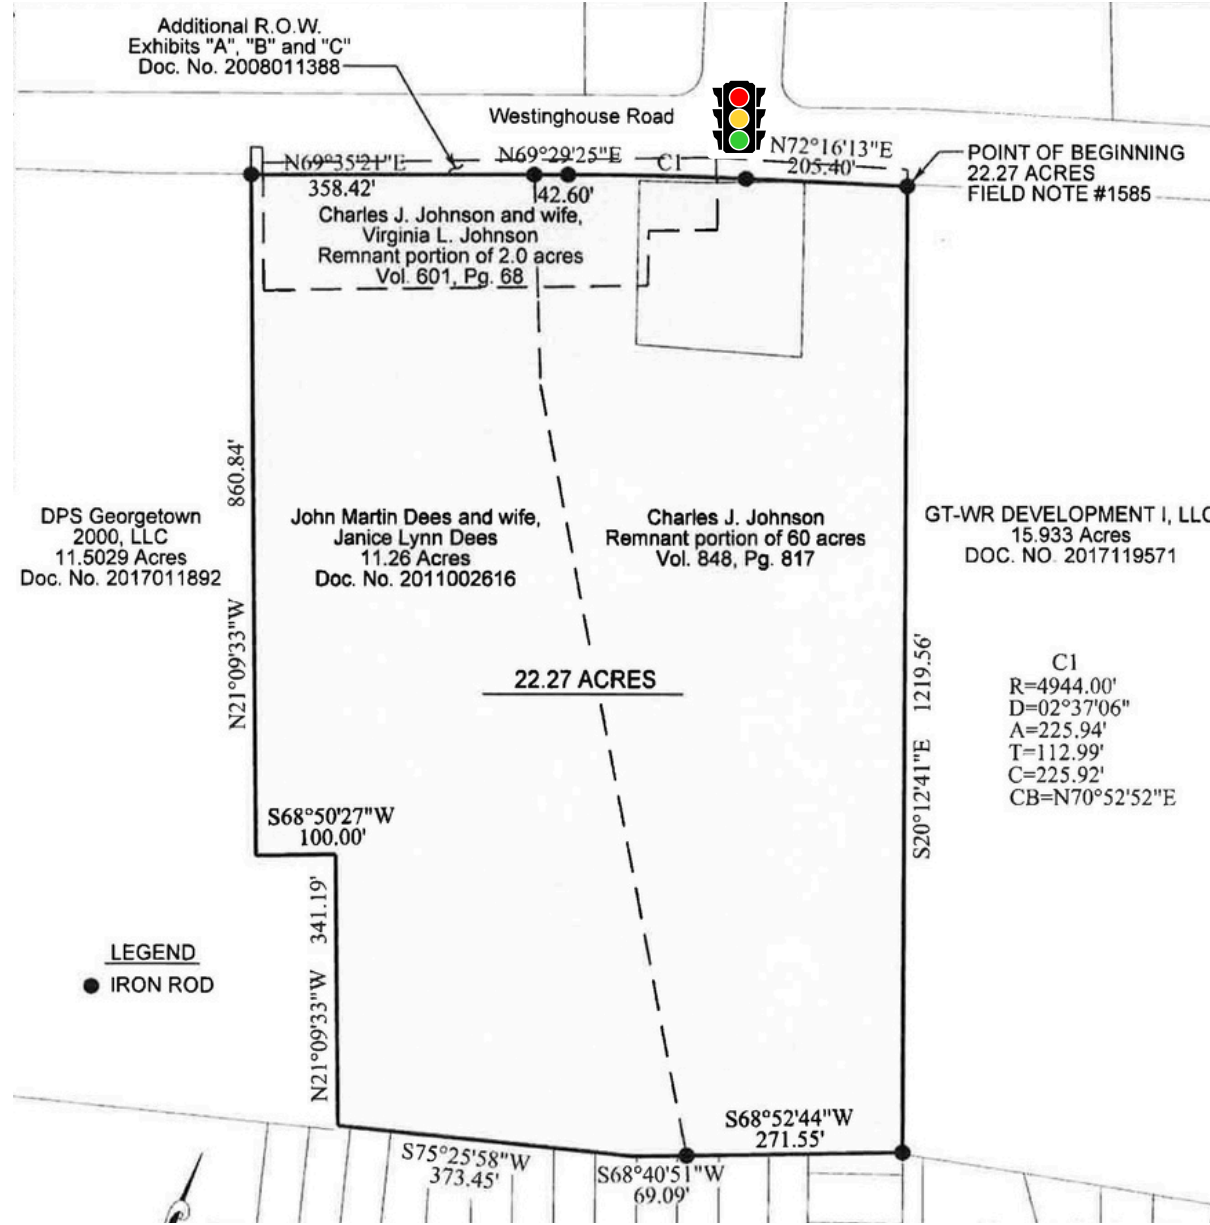 Additional R.O.W.
Exhibits "A", "B" and "C"
Doc. No. 2008011388
Westinghouse Road
N69°35'21"E
358.42'
N69°29'25"E
42.60'
C1
N72°16'13"E
205.40'
POINT OF BEGINNING
22.27 ACRES
FIELD NOTE #1585
Charles J. Johnson and wife,
Virginia L. Johnson
Remnant portion of 2.0 acres
Vol. 601, Pg. 68
860.84'
N21°09'33"W
DPS Georgetown
2000, LLC
11.5029 Acres
Doc. No. 2017011892
John Martin Dees and wife,
Janice Lynn Dees
11.26 Acres
Doc. No. 2011002616
Charles J. Johnson
Remnant portion of 60 acres
Vol. 848, Pg. 817
GT-WR DEVELOPMENT I, LLC
15.933 Acres
DOC. NO. 2017119571
22.27 ACRES
S20°12'41"E 1219.56'
C1
R=4944.00'
D=02°37'06"
A=225.94'
T=112.99'
C=225.92'
CB=N70°52'52"E
S68°50'27"W
100.00'
N21°09'33"W 341.19'
LEGEND
IRON ROD
S68°52'44"W
271.55'
S75°25'58"W
373.45'
S68°40'51"W
69.09'